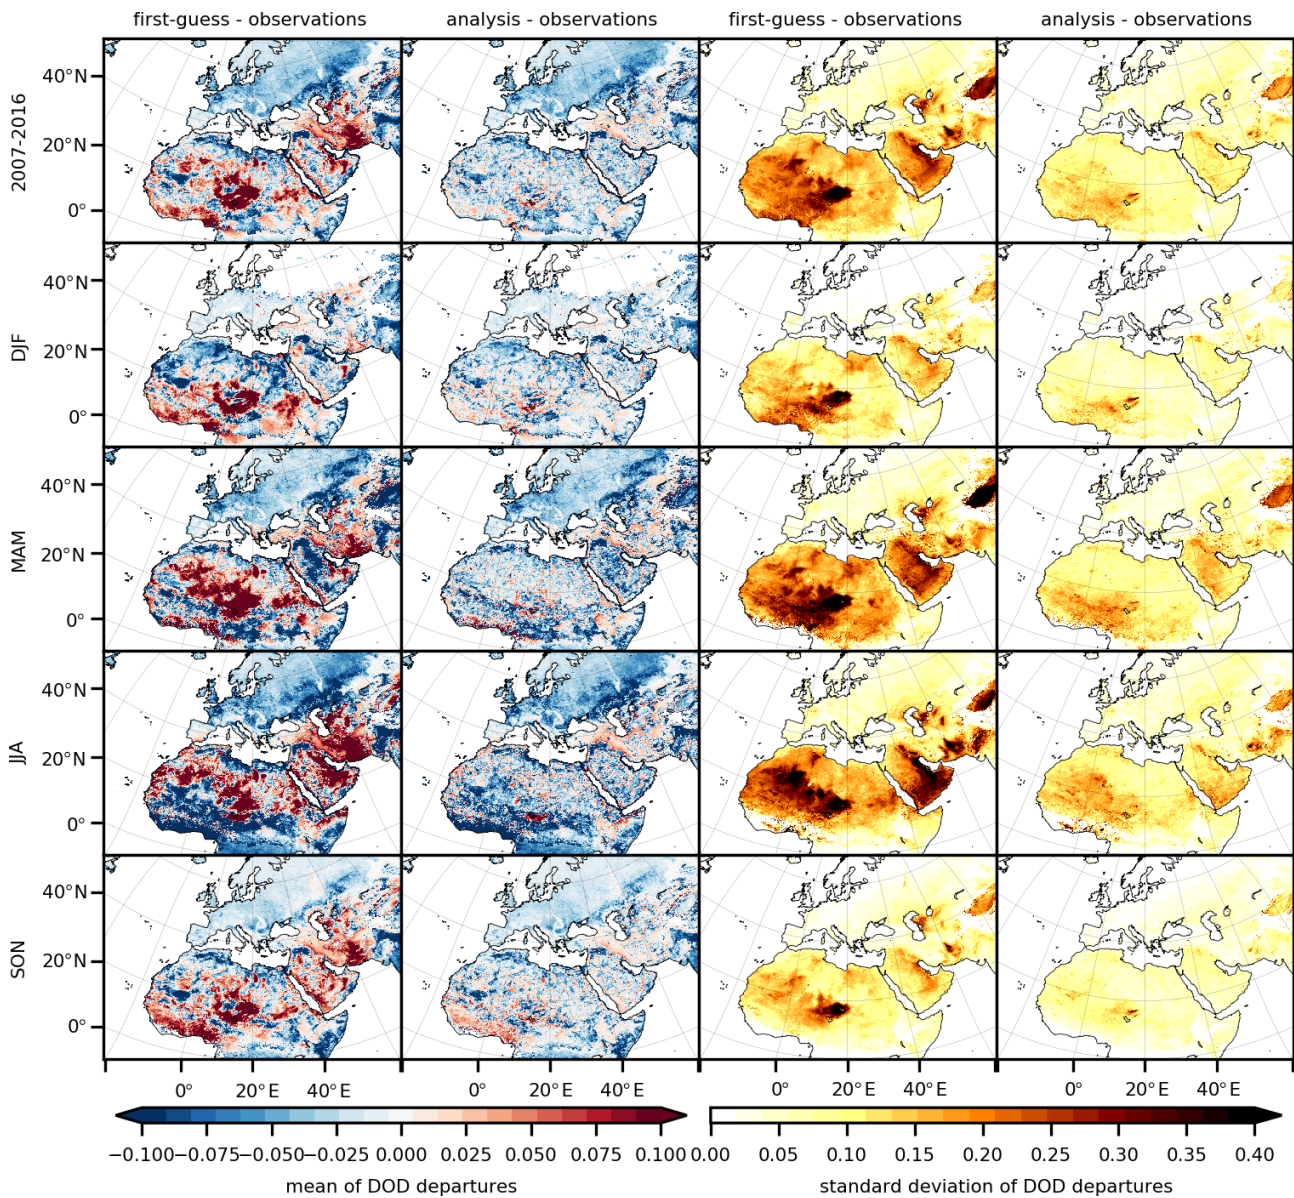 first-guess - observations analysis - observations first-guess - observations analysis - observations
2007-2016
40°N
20°N
0°
DJF
40°N
20°N
0°
MAM
40°N
20°N
0°
JJA
40°N
20°N
0°
SON
40°N
20°N
0°
0° 20°E 40°E 0° 20°E 40°E 0° 20°E 40°E 0° 20°E 40°E
−0.100 −0.075 −0.050 −0.025 0.000 0.025 0.050 0.075 0.100 0.00 0.05 0.10 0.15 0.20 0.25 0.30 0.35 0.40
mean of DOD departures standard deviation of DOD departures